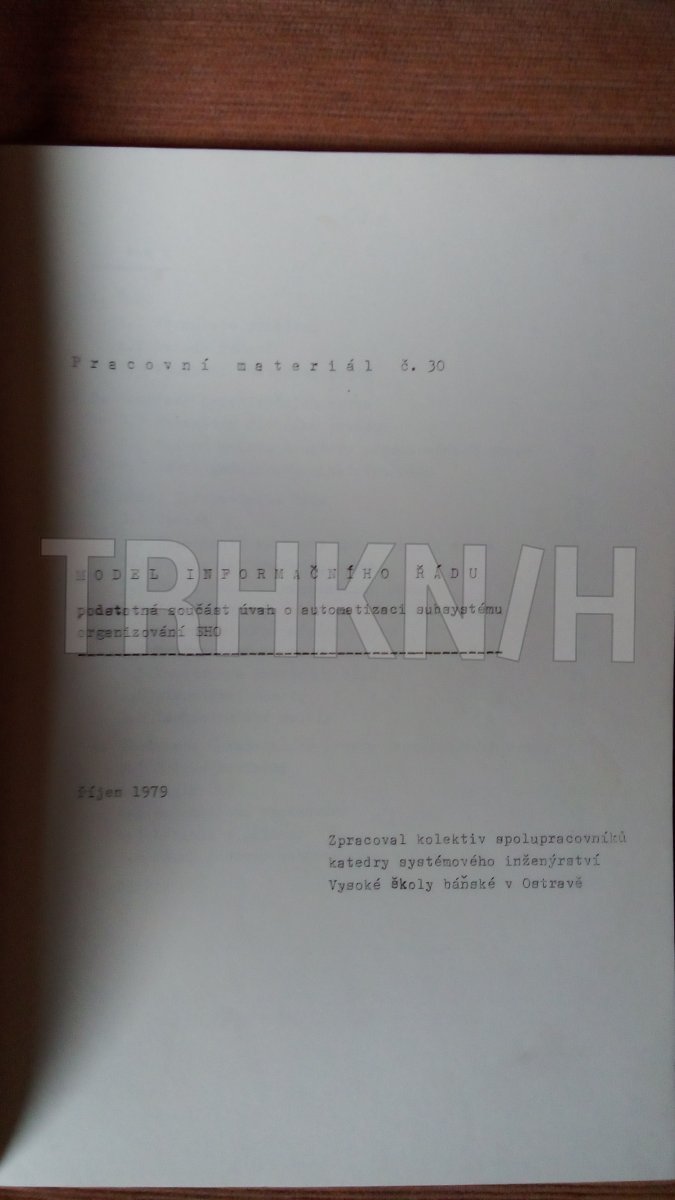 Pracovní materiál č. 30
TRHKN/H
MODEL INFORMAČNÍHO ŘÁDU
podstatná součást úvah o automatizaci subsystému
organizování SHO
říjen 1979
Zpracoval kolektiv spolupracovníků
katedry systémového inženýrství
Vysoké školy báňské v Ostravě